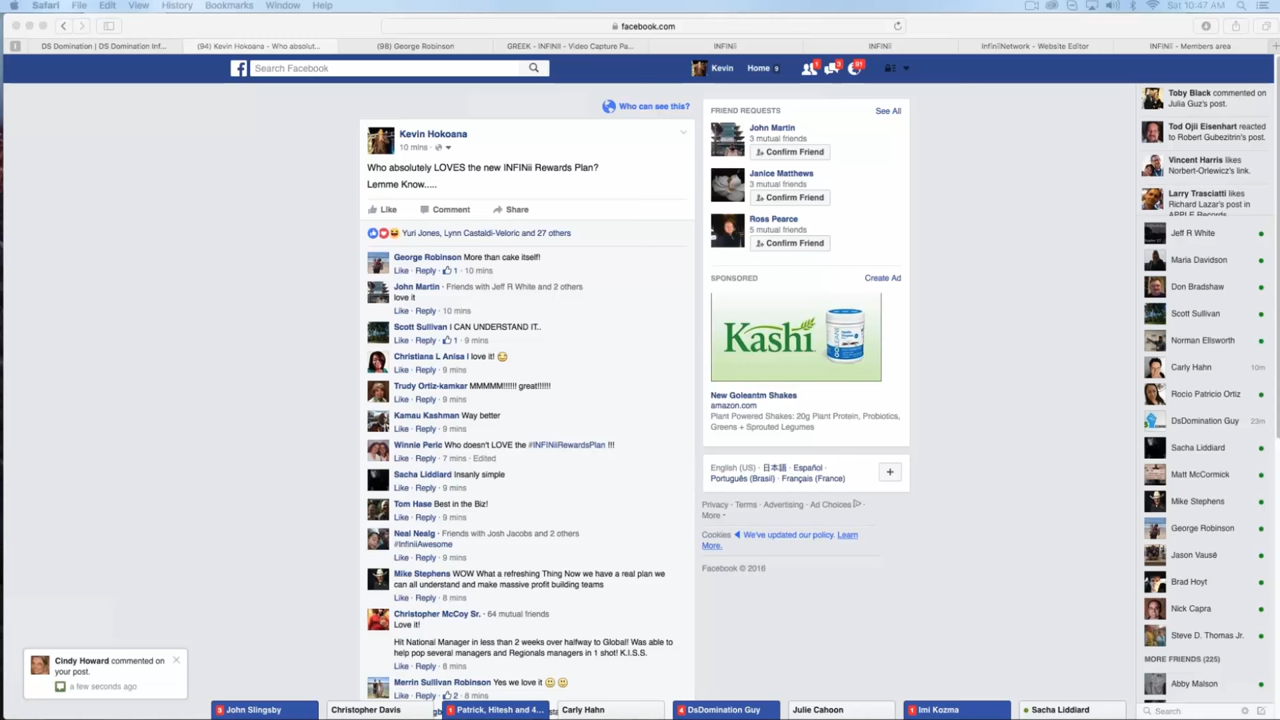 Safari File Edit View History Bookmarks Window Help
Sat 10:47 AM
facebook.com
DS Domination | DS Domination Inf...
(94) Kevin Hokoana - Who absolut...
(98) George Robinson
GREEK - INFINii - Video Capture Pa...
INFINii
INFINii
InfiniiNetwork - Website Editor
INFINii - Members area
Search Facebook
Kevin
Home 9
1
3
91
Who can see this?
Kevin Hokoana
10 mins ·
Who absolutely LOVES the new INFINii Rewards Plan?
Lemme Know.....
Like Comment Share
Yuri Jones, Lynn Castaldi-Veloric and 27 others
George Robinson More than cake itself!
Like · Reply · 1 · 10 mins
John Martin · Friends with Jeff R White and 2 others
love it
Like · Reply · 10 mins
Scott Sullivan I CAN UNDERSTAND IT..
Like · Reply · 1 · 9 mins
Christiana L Anisa I love it!
Like · Reply · 9 mins
Trudy Ortiz-kamkar MMMMM!!!!!! great!!!!!!
Like · Reply · 9 mins
Kamau Kashman Way better
Like · Reply · 9 mins
Winnie Peric Who doesn't LOVE the #INFINiiRewardsPlan !!!
Like · Reply · 7 mins · Edited
Sacha Liddiard Insanly simple
Like · Reply · 9 mins
Tom Hase Best in the Biz!
Like · Reply · 9 mins
Neal Nealg · Friends with Josh Jacobs and 2 others
#InfiniiAwesome
Like · Reply · 9 mins
Mike Stephens WOW What a refreshing Thing Now we have a real plan we
can all understand and make massive profit building teams
Like · Reply · 8 mins
Christopher McCoy Sr. · 64 mutual friends
Love it!
Hit National Manager in less than 2 weeks over halfway to Global! Was able to
help pop several managers and Regionals managers in 1 shot! K.I.S.S.
Like · Reply · 8 mins
Merrin Sullivan Robinson Yes we love it
Like · Reply · 2 · 8 mins
FRIEND REQUESTS See All
John Martin
3 mutual friends
Confirm Friend
Janice Matthews
3 mutual friends
Confirm Friend
Ross Pearce
5 mutual friends
Confirm Friend
SPONSORED Create Ad
Kashi
New Goleantm Shakes
amazon.com
Plant Powered Shakes: 20g Plant Protein, Probiotics,
Greens + Sprouted Legumes
English (US) · 日本語 · Español ·
Português (Brasil) · Français (France)
+
Privacy · Terms · Advertising · Ad Choices ·
More
Cookies We've updated our policy. Learn
More.
Facebook © 2016
Toby Black commented on
Julia Guz's post.
Tod Ojii Eisenhart reacted
to Robert Gubezitrin's post.
Vincent Harris likes
Norbert-Orlewicz's link.
Larry Trasciatti likes
Richard Lazar's post in
APPLE Records
Jeff R White
Maria Davidson
Don Bradshaw
Scott Sullivan
Norman Ellsworth
Carly Hahn 10m
Rocio Patricio Ortiz
DsDomination Guy 23m
Sacha Liddiard
Matt McCormick
Mike Stephens
George Robinson
Jason Vausé
Brad Hoyt
Nick Capra
Steve D. Thomas Jr.
MORE FRIENDS (225)
Abby Malson
Search
Cindy Howard commented on
your post.
a few seconds ago
3 John Slingsby
Christopher Davis
1 Patrick, Hitesh and 4...
Carly Hahn
4 DsDomination Guy
Julie Cahoon
1 Imi Kozma
Sacha Liddiard